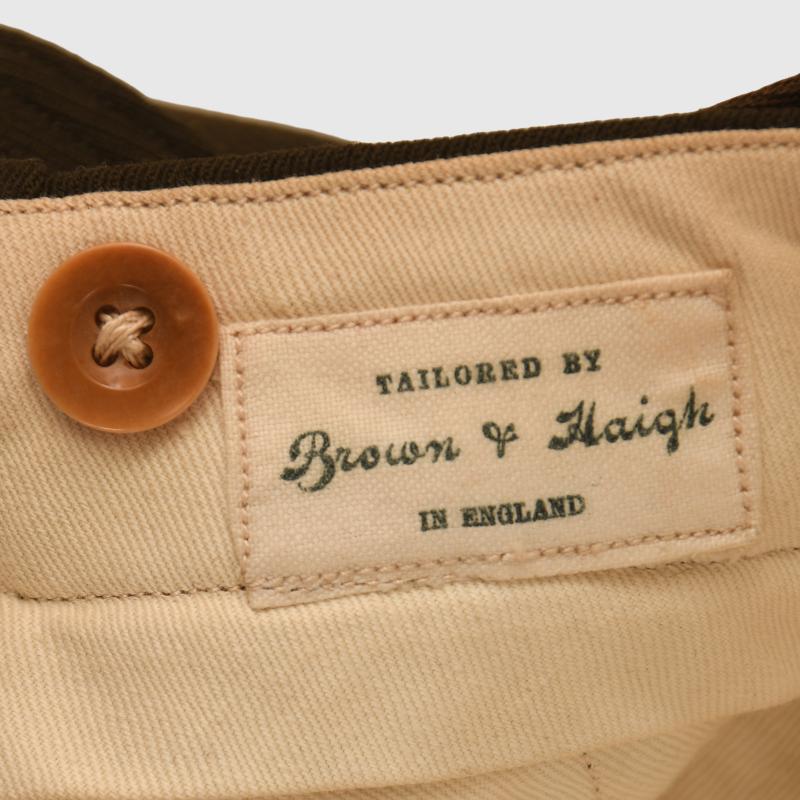 TAILORED BY
Brown & Haigh
IN ENGLAND